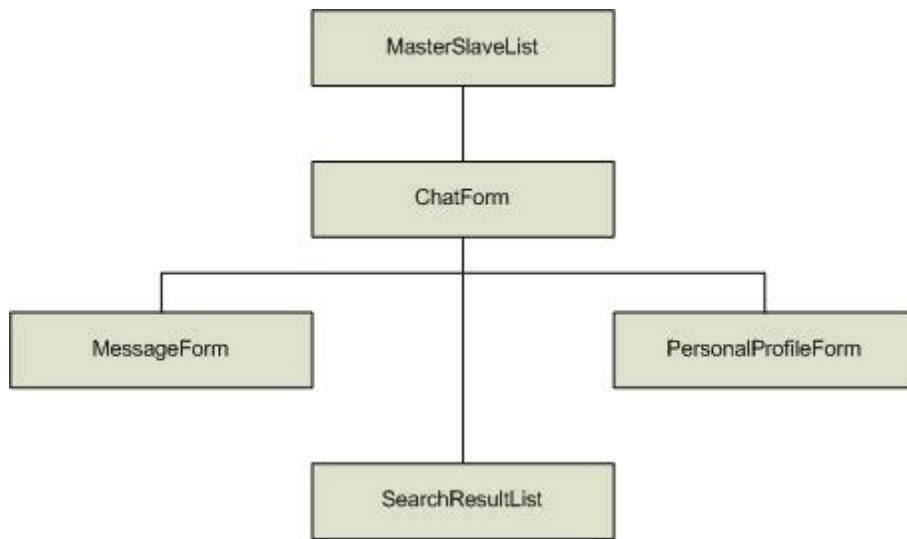 MasterSlaveList
ChatForm
MessageForm
PersonalProfileForm
SearchResultList